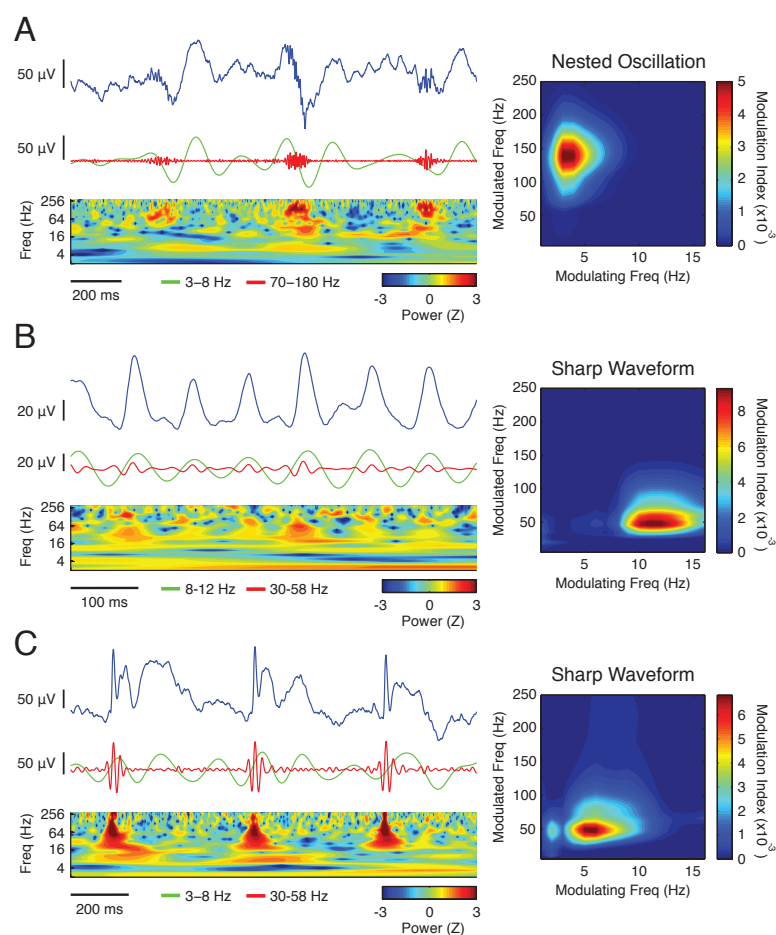 A
50 µV
50 µV
256
64
16
4
Freq (Hz)
200 ms
3–8 Hz
70–180 Hz
-3 0 3
Power (Z)
Nested Oscillation
250
200
150
100
50
Modulated Freq (Hz)
5 10 15
Modulating Freq (Hz)
5
4
3
2
1
0
Modulation Index (x10-3)
B
20 µV
20 µV
256
64
16
4
Freq (Hz)
100 ms
8-12 Hz
30-58 Hz
-3 0 3
Power (Z)
Sharp Waveform
250
200
150
100
50
0
Modulated Freq (Hz)
5 10 15
Modulating Freq (Hz)
8
6
4
2
0
Modulation Index (x10-3)
C
50 µV
50 µV
256
64
16
4
Freq (Hz)
200 ms
3–8 Hz
30-58 Hz
-3 0 3
Power (Z)
Sharp Waveform
250
200
150
100
50
0
Modulated Freq (Hz)
5 10 15
Modulating Freq (Hz)
6
5
4
3
2
1
0
Modulation Index (x10-3)